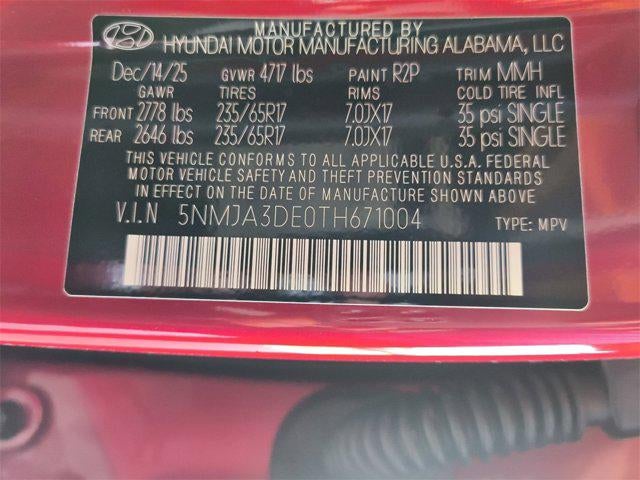 MANUFACTURED BY
HYUNDAI MOTOR MANUFACTURING ALABAMA, LLC
Dec/14/25 GVWR 4717 lbs PAINT R2P TRIM MMH
GAWR TIRES RIMS COLD TIRE INFL
FRONT 2778 lbs 235/65R17 7.0JX17 35 psi SINGLE
REAR 2646 lbs 235/65R17 7.0JX17 35 psi SINGLE
THIS VEHICLE CONFORMS TO ALL APPLICABLE U.S.A. FEDERAL
MOTOR VEHICLE SAFETY AND THEFT PREVENTION STANDARDS
IN EFFECT ON THE DATE OF MANUFACTURE SHOWN ABOVE
V.I.N 5NMJA3DE0TH671004 TYPE: MPV